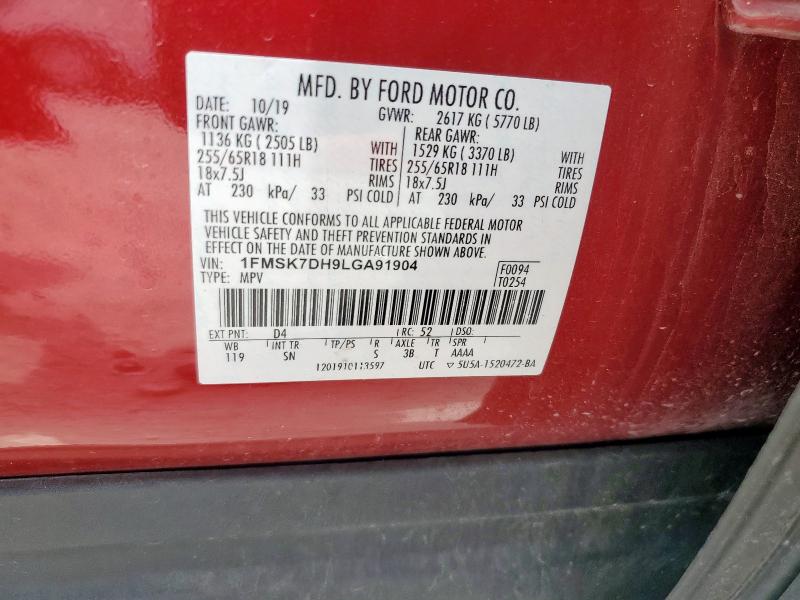 MFD. BY FORD MOTOR CO.
DATE: 10/19 GVWR: 2617 KG ( 5770 LB)
FRONT GAWR: REAR GAWR:
1136 KG ( 2505 LB) WITH 1529 KG ( 3370 LB) WITH
255/65R18 111H TIRES 255/65R18 111H TIRES
18x7.5J RIMS 18x7.5J RIMS
AT 230 kPa/ 33 PSI COLD AT 230 kPa/ 33 PSI COLD
THIS VEHICLE CONFORMS TO ALL APPLICABLE FEDERAL MOTOR
VEHICLE SAFETY AND THEFT PREVENTION STANDARDS IN
EFFECT ON THE DATE OF MANUFACTURE SHOWN ABOVE.
VIN: 1FMSK7DH9LGA91904 F0094
TYPE: MPV T0254
EXT PNT: D4 RC: 52 DSO:
WB INT TR TP/PS R AXLE TR SPR
119 SN S 3B T AAAA
1201910113597 UTC ▽ 5U5A-1520472-BA